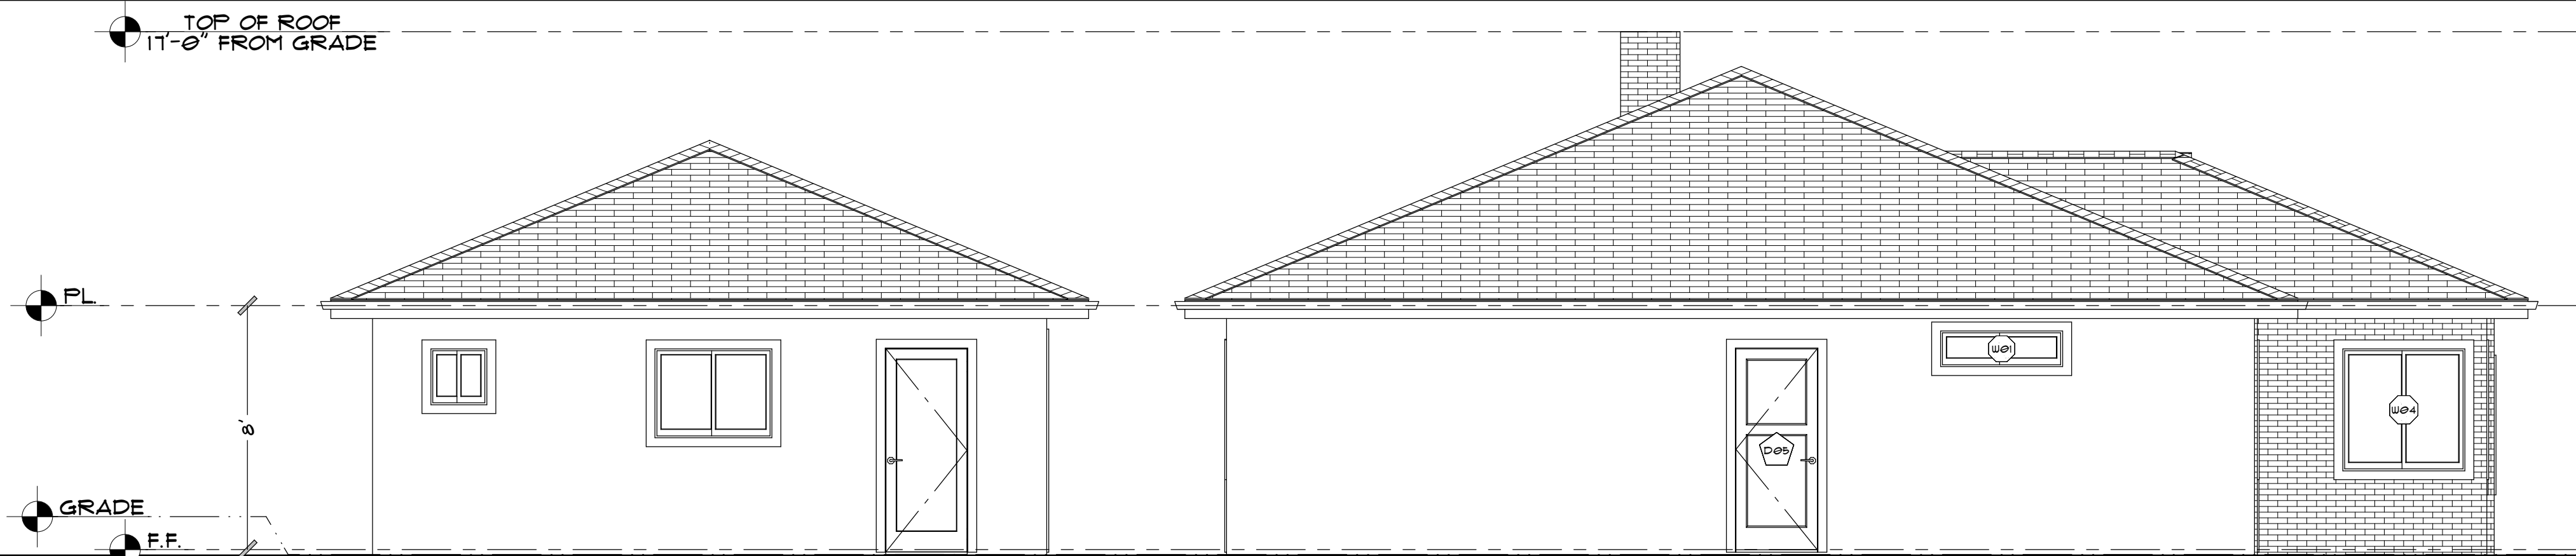 TOP OF ROOF
17'-0" FROM GRADE
PL.
W01
W04
8'
D05
GRADE
F.F.